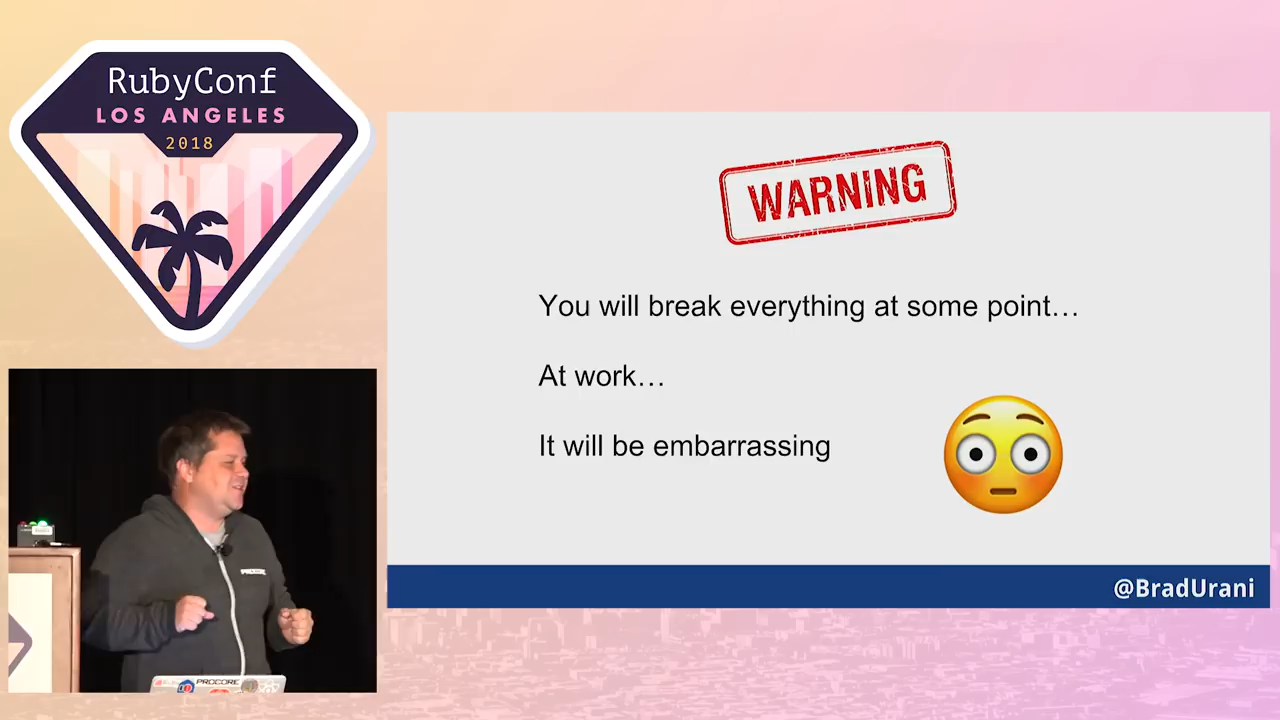 RubyConf
LOS ANGELES
2018
WARNING
You will break everything at some point…
At work…
It will be embarrassing
@BradUrani
PROCORE